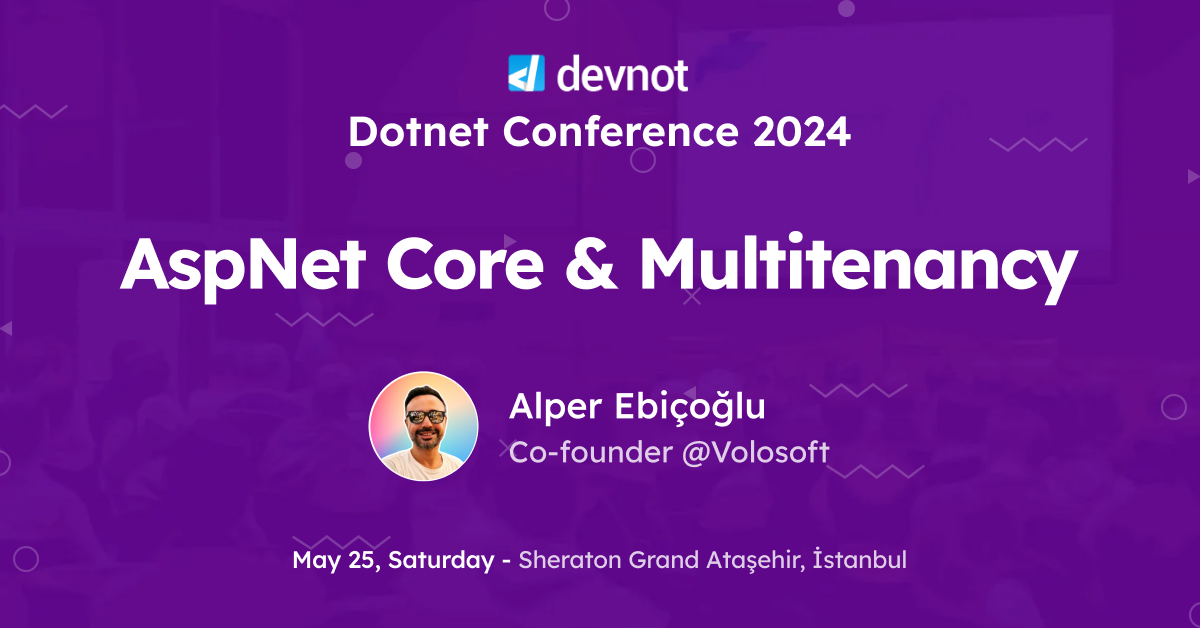 devnot
Dotnet Conference 2024
AspNet Core & Multitenancy
Alper Ebiçoğlu
Co-founder @Volosoft
May 25, Saturday - Sheraton Grand Ataşehir, İstanbul